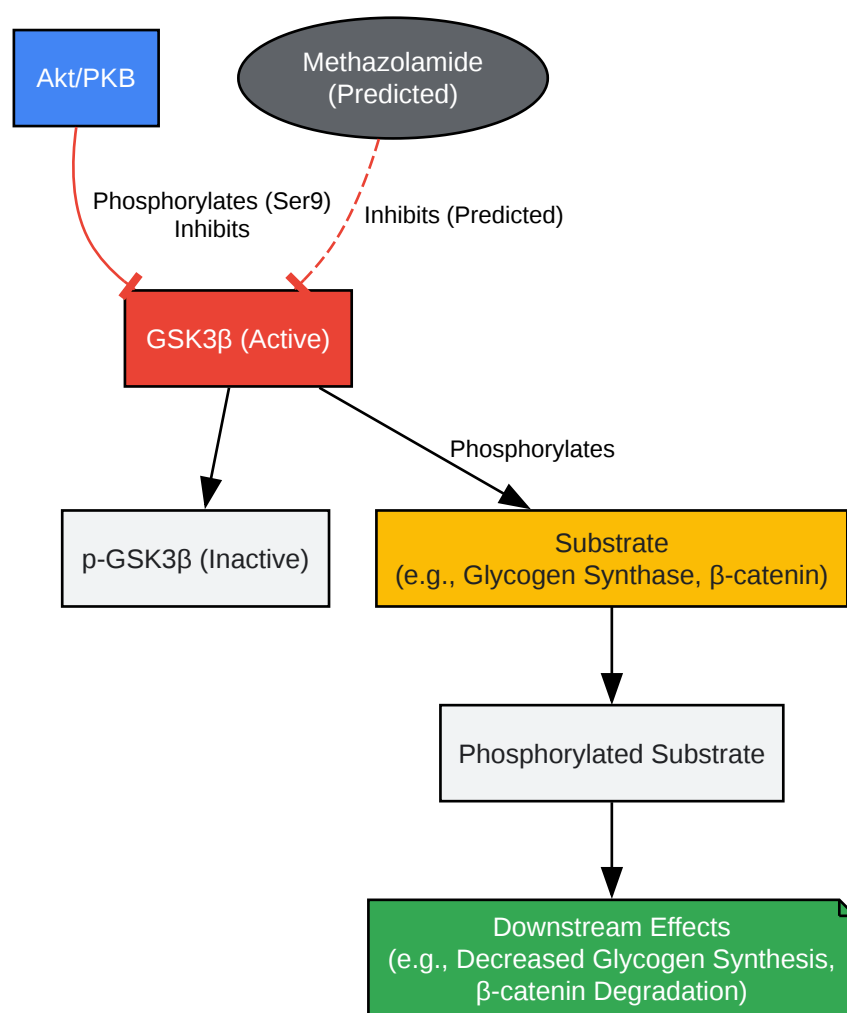 Akt/PKB
Methazolamide
(Predicted)
Phosphorylates (Ser9)
Inhibits
Inhibits (Predicted)
GSK3β (Active)
Phosphorylates
p-GSK3β (Inactive)
Substrate
(e.g., Glycogen Synthase, β-catenin)
Phosphorylated Substrate
Downstream Effects
(e.g., Decreased Glycogen Synthesis,
β-catenin Degradation)